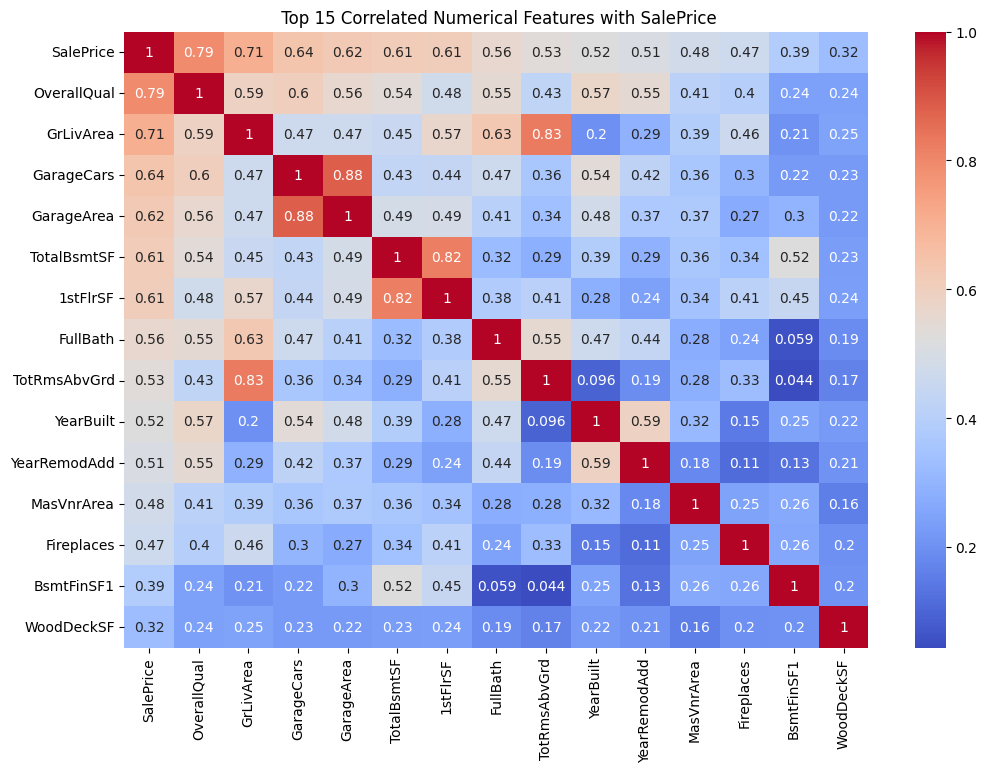 Top 15 Correlated Numerical Features with SalePrice
SalePrice 1 0.79 0.71 0.64 0.62 0.61 0.61 0.56 0.53 0.52 0.51 0.48 0.47 0.39 0.32
OverallQual 0.79 1 0.59 0.6 0.56 0.54 0.48 0.55 0.43 0.57 0.55 0.41 0.4 0.24 0.24
GrLivArea 0.71 0.59 1 0.47 0.47 0.45 0.57 0.63 0.83 0.2 0.29 0.39 0.46 0.21 0.25
GarageCars 0.64 0.6 0.47 1 0.88 0.43 0.44 0.47 0.36 0.54 0.42 0.36 0.3 0.22 0.23
GarageArea 0.62 0.56 0.47 0.88 1 0.49 0.49 0.41 0.34 0.48 0.37 0.37 0.27 0.3 0.22
TotalBsmtSF 0.61 0.54 0.45 0.43 0.49 1 0.82 0.32 0.29 0.39 0.29 0.36 0.34 0.52 0.23
1stFlrSF 0.61 0.48 0.57 0.44 0.49 0.82 1 0.38 0.41 0.28 0.24 0.34 0.41 0.45 0.24
FullBath 0.56 0.55 0.63 0.47 0.41 0.32 0.38 1 0.55 0.47 0.44 0.28 0.24 0.059 0.19
TotRmsAbvGrd 0.53 0.43 0.83 0.36 0.34 0.29 0.41 0.55 1 0.096 0.19 0.28 0.33 0.044 0.17
YearBuilt 0.52 0.57 0.2 0.54 0.48 0.39 0.28 0.47 0.096 1 0.59 0.32 0.15 0.25 0.22
YearRemodAdd 0.51 0.55 0.29 0.42 0.37 0.29 0.24 0.44 0.19 0.59 1 0.18 0.11 0.13 0.21
MasVnrArea 0.48 0.41 0.39 0.36 0.37 0.36 0.34 0.28 0.28 0.32 0.18 1 0.25 0.26 0.16
Fireplaces 0.47 0.4 0.46 0.3 0.27 0.34 0.41 0.24 0.33 0.15 0.11 0.25 1 0.26 0.2
BsmtFinSF1 0.39 0.24 0.21 0.22 0.3 0.52 0.45 0.059 0.044 0.25 0.13 0.26 0.26 1 0.2
WoodDeckSF 0.32 0.24 0.25 0.23 0.22 0.23 0.24 0.19 0.17 0.22 0.21 0.16 0.2 0.2 1
SalePrice
OverallQual
GrLivArea
GarageCars
GarageArea
TotalBsmtSF
1stFlrSF
FullBath
TotRmsAbvGrd
YearBuilt
YearRemodAdd
MasVnrArea
Fireplaces
BsmtFinSF1
WoodDeckSF
1.0
0.8
0.6
0.4
0.2